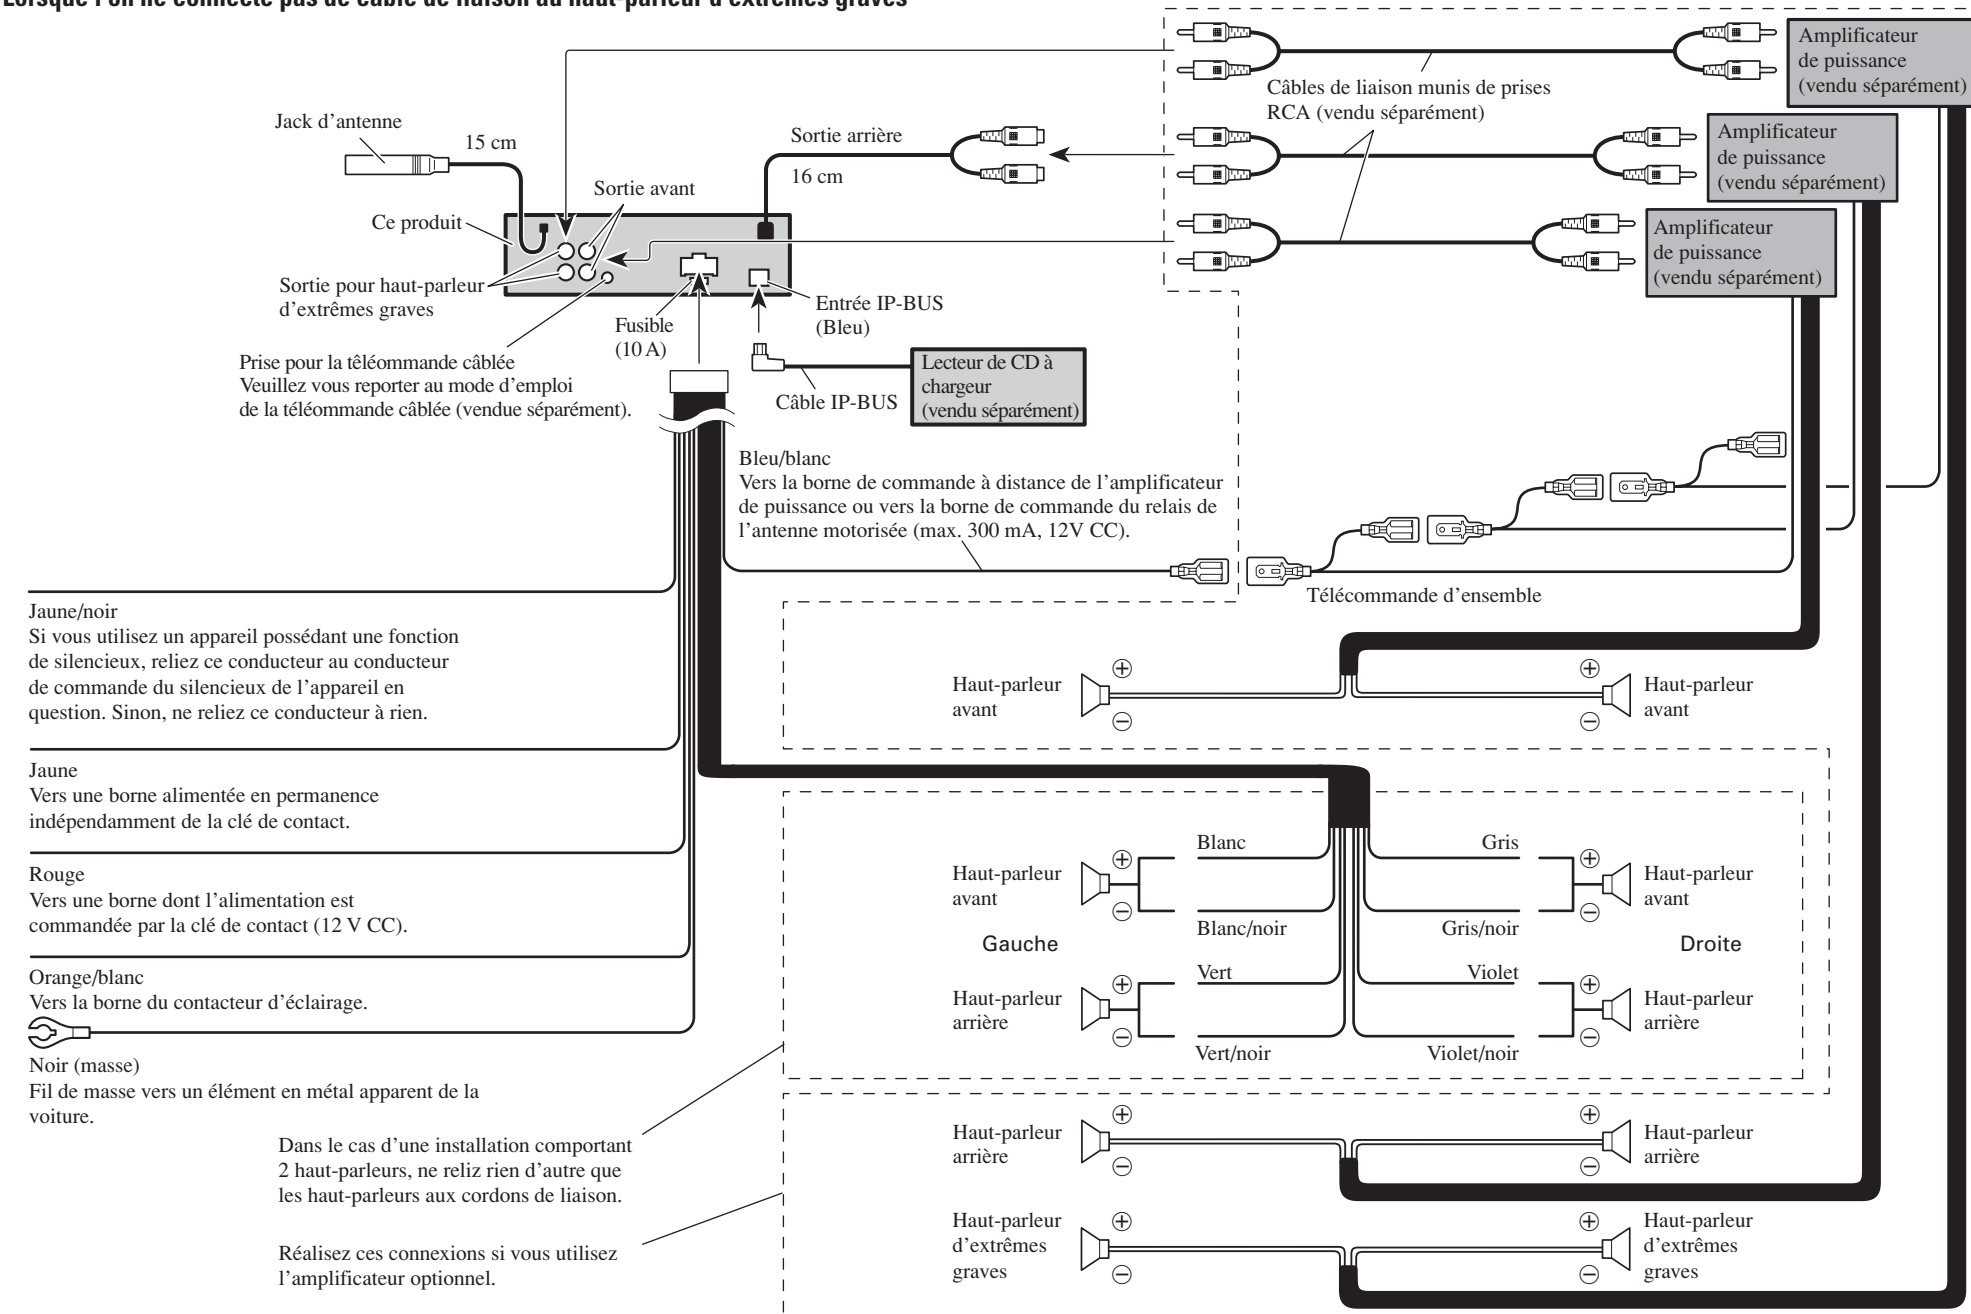 Lorsque l'on ne connecte pas de câble de liaison au haut-parleur d'extrêmes graves
Amplificateur
de puissance
(vendu séparément)
Câbles de liaison munis de prises
RCA (vendu séparément)
Jack d'antenne
15 cm
Sortie arrière
16 cm
Amplificateur
de puissance
(vendu séparément)
Sortie avant
Ce produit
Amplificateur
de puissance
(vendu séparément)
Sortie pour haut-parleur
d'extrêmes graves
Entrée IP-BUS
(Bleu)
Fusible
(10 A)
Prise pour la têléommande câblée
Veuillez vous reporter au mode d'emploi
de la téléommande câblée (vendue séparément).
Lecteur de CD à
chargeur
(vendu séparément)
Câble IP-BUS
Bleu/blanc
Vers la borne de commande à distance de l'amplificateur
de puissance ou vers la borne de commande du relais de
l'antenne motorisée (max. 300 mA, 12V CC).
Télécommande d'ensemble
Jaune/noir
Si vous utilisez un appareil possédant une fonction
de silencieux, reliez ce conducteur au conducteur
de commande du silencieux de l'appareil en
question. Sinon, ne reliez ce conducteur à rien.
Haut-parleur
avant
+
−
+
−
Haut-parleur
avant
Jaune
Vers une borne alimentée en permanence
indépendamment de la clé de contact.
Rouge
Vers une borne dont l'alimentation est
commandée par la clé de contact (12 V CC).
Orange/blanc
Vers la borne du contacteur d'éclairage.
Noir (masse)
Fil de masse vers un élément en métal apparent de la
voiture.
Haut-parleur
avant
+
−
Blanc
Blanc/noir
Gris
Gris/noir
+
−
Haut-parleur
avant
Gauche
Droite
Haut-parleur
arrière
+
−
Vert
Vert/noir
Violet
Violet/noir
+
−
Haut-parleur
arrière
Dans le cas d'une installation comportant
2 haut-parleurs, ne reliz rien d'autre que
les haut-parleurs aux cordons de liaison.
Haut-parleur
arrière
+
−
+
−
Haut-parleur
arrière
Réalisez ces connexions si vous utilisez
l'amplificateur optionnel.
Haut-parleur
d'extrêmes
graves
+
−
+
−
Haut-parleur
d'extrêmes
graves